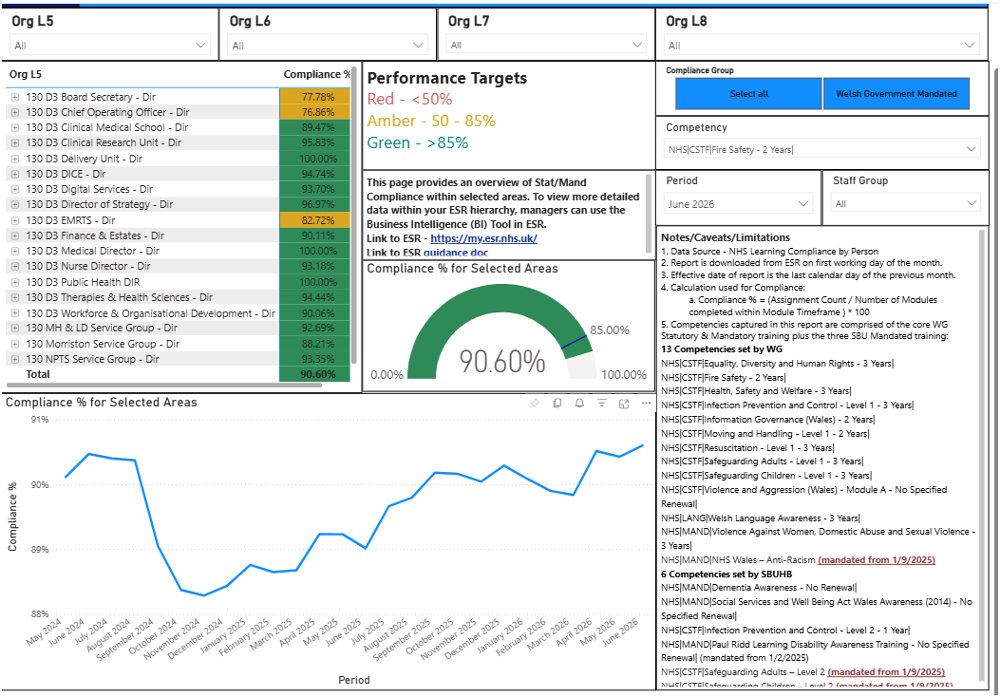 Org L5
All
Org L6
All
Org L7
All
Org L8
All
Org L5 Compliance %
130 D3 Board Secretary - Dir 77.78%
130 D3 Chief Operating Officer - Dir 76.86%
130 D3 Clinical Medical School - Dir 89.47%
130 D3 Clinical Research Unit - Dir 95.83%
130 D3 Delivery Unit - Dir 100.00%
130 D3 DICE - Dir 94.74%
130 D3 Digital Services - Dir 93.70%
130 D3 Director of Strategy - Dir 96.97%
130 D3 EMRTS - Dir 82.72%
130 D3 Finance & Estates - Dir 90.11%
130 D3 Medical Director - Dir 100.00%
130 D3 Nurse Director - Dir 93.18%
130 D3 Public Health DIR 100.00%
130 D3 Therapies & Health Sciences - Dir 94.44%
130 D3 Workforce & Organisational Development - Dir 90.06%
130 MH & LD Service Group - Dir 92.69%
130 Morriston Service Group - Dir 88.21%
130 NPTS Service Group - Dir 93.35%
Total 90.60%
Performance Targets
Red - <50%
Amber - 50 - 85%
Green - >85%
This page provides an overview of Stat/Mand
Compliance within selected areas. To view more detailed
data within your ESR hierarchy, managers can use the
Business Intelligence (BI) Tool in ESR.
Link to ESR - https://my.esr.nhs.uk/
Link to ESR guidance doc
Compliance % for Selected Areas
85.00%
90.60%
0.00%
100.00%
Compliance Group
Select all
Welsh Government Mandated
Competency
NHS|CSTF|Fire Safety - 2 Years|
Period
June 2026
Staff Group
All
Notes/Caveats/Limitations
1. Data Source - NHS Learning Compliance by Person
2. Report is downloaded from ESR on first working day of the month.
3. Effective date of report is the last calendar day of the previous month.
4. Calculation used for Compliance:
a. Compliance % = (Assignment Count / Number of Modules
completed within Module Timeframe ) * 100
5. Competencies captured in this report are comprised of the core WG
Statutory & Mandatory training plus the three SBU Mandated training:
13 Competencies set by WG
NHS|CSTF|Equality, Diversity and Human Rights - 3 Years|
NHS|CSTF|Fire Safety - 2 Years|
NHS|CSTF|Health, Safety and Welfare - 3 Years|
NHS|CSTF|Infection Prevention and Control - Level 1 - 3 Years|
NHS|CSTF|Information Governance (Wales) - 2 Years|
NHS|CSTF|Moving and Handling - Level 1 - 2 Years|
NHS|CSTF|Resuscitation - Level 1 - 3 Years|
NHS|CSTF|Safeguarding Adults - Level 1 - 3 Years|
NHS|CSTF|Safeguarding Children - Level 1 - 3 Years|
NHS|CSTF|Violence and Aggression (Wales) - Module A - No Specified
Renewal|
NHS|LANG|Welsh Language Awareness - 3 Years|
NHS|MAND|Violence Against Women, Domestic Abuse and Sexual Violence -
3 Years|
NHS|MAND|NHS Wales – Anti-Racism (mandated from 1/9/2025)
6 Competencies set by SBUHB
NHS|MAND|Dementia Awareness - No Renewal|
NHS|MAND|Social Services and Well Being Act Wales Awareness (2014) - No
Specified Renewal|
NHS|CSTF|Infection Prevention and Control - Level 2 - 1 Year|
NHS|MAND|Paul Ridd Learning Disability Awareness Training - No Specified
Renewal| (mandated from 1/2/2025)
NHS|CSTF|Safeguarding Adults – Level 2 (mandated from 1/9/2025)
NHS|CSTF|Safeguarding Children – Level 2 (mandated from 1/9/2025)
Compliance % for Selected Areas
Compliance %
91%
90%
89%
88%
May 2024
June 2024
July 2024
August 2024
September 2024
October 2024
November 2024
December 2024
January 2025
February 2025
March 2025
April 2025
May 2025
June 2025
July 2025
August 2025
September 2025
October 2025
November 2025
December 2025
January 2026
February 2026
March 2026
April 2026
May 2026
June 2026
Period